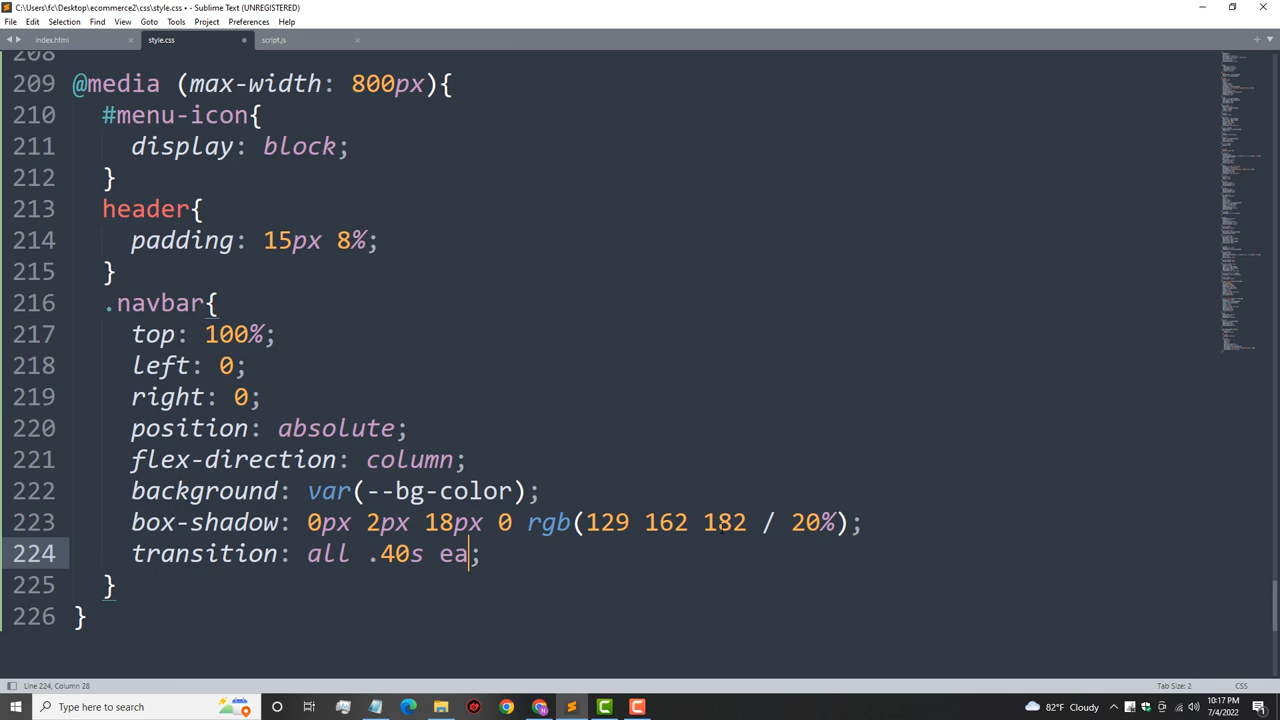 C:\Users\fc\Desktop\ecommerce2\css\style.css • - Sublime Text (UNREGISTERED)
File Edit Selection Find View Goto Tools Project Preferences Help
index.html style.css script.js
208
209 @media (max-width: 800px){
210 #menu-icon{
211 display: block;
212 }
213 header{
214 padding: 15px 8%;
215 }
216 .navbar{
217 top: 100%;
218 left: 0;
219 right: 0;
220 position: absolute;
221 flex-direction: column;
222 background: var(--bg-color);
223 box-shadow: 0px 2px 18px 0 rgb(129 162 182 / 20%);
224 transition: all .40s ea;
225 }
226 }
Line 224, Column 28 Tab Size: 2 CSS
Type here to search 82°F Cloudy 10:17 PM
7/4/2022